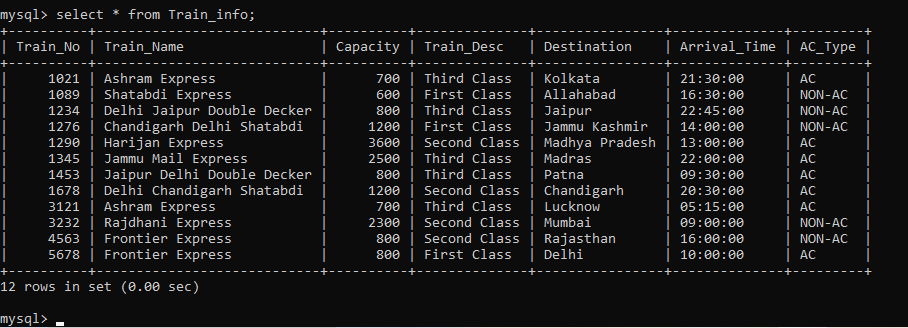 mysql> select * from Train_info;
+----------+---------------------------+----------+--------------+----------------+--------------+---------+
| Train_No | Train_Name                | Capacity | Train_Desc   | Destination    | Arrival_Time | AC_Type |
+----------+---------------------------+----------+--------------+----------------+--------------+---------+
|     1021 | Ashram Express            |      700 | Third Class  | Kolkata        | 21:30:00     | AC      |
|     1089 | Shatabdi Express          |      600 | First Class  | Allahabad      | 16:30:00     | NON-AC  |
|     1234 | Delhi Jaipur Double Decker |      800 | Third Class  | Jaipur         | 22:45:00     | NON-AC  |
|     1276 | Chandigarh Delhi Shatabdi |     1200 | First Class  | Jammu Kashmir  | 14:00:00     | NON-AC  |
|     1290 | Harijan Express           |     3600 | Second Class | Madhya Pradesh | 13:00:00     | AC      |
|     1345 | Jammu Mail Express        |     2500 | Third Class  | Madras         | 22:00:00     | AC      |
|     1453 | Jaipur Delhi Double Decker |      800 | Third Class  | Patna          | 09:30:00     | AC      |
|     1678 | Delhi Chandigarh Shatabdi |     1200 | Second Class | Chandigarh     | 20:30:00     | AC      |
|     3121 | Ashram Express            |      700 | Third Class  | Lucknow        | 05:15:00     | AC      |
|     3232 | Rajdhani Express          |     2300 | Second Class | Mumbai         | 09:00:00     | NON-AC  |
|     4563 | Frontier Express          |      800 | Second Class | Rajasthan      | 16:00:00     | NON-AC  |
|     5678 | Frontier Express          |      800 | First Class  | Delhi          | 10:00:00     | AC      |
+----------+---------------------------+----------+--------------+----------------+--------------+---------+
12 rows in set (0.00 sec)
mysql> _